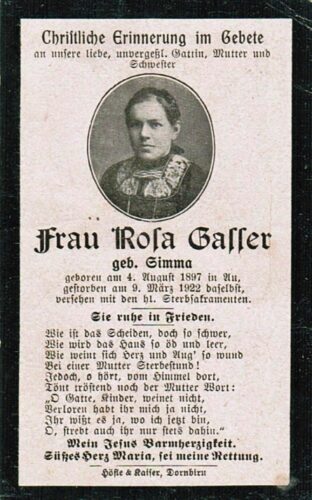 Christliche Erinnerung im Gebete
an unsere liebe, unvergeßl. Gattin, Mutter und
Schwester
Frau Rosa Gasser
geb. Simma
geboren am 4. August 1897 in Au,
gestorben am 9. März 1922 daselbst,
versehen mit den hl. Sterbsakramenten.
Sie ruhe in Frieden.
Wie ist das Scheiden, doch so schwer,
Wie wird das Haus so öd und leer,
Wie weint sich Herz und Aug' so wund
Bei einer Mutter Sterbestund!
Jedoch, o hört, vom Himmel dort,
Tönt tröstend noch der Mutter Wort:
„O Gatte, Kinder, weinet nicht,
Verloren habt ihr mich ja nicht,
Ihr wißt es ja, wo ich jetzt bin,
O, strebt auch ihr nur stets dahin."
Mein Jesus Barmherzigkeit.
Süßes Herz Maria, sei meine Rettung.
Höfle & Kaiser, Dornbirn